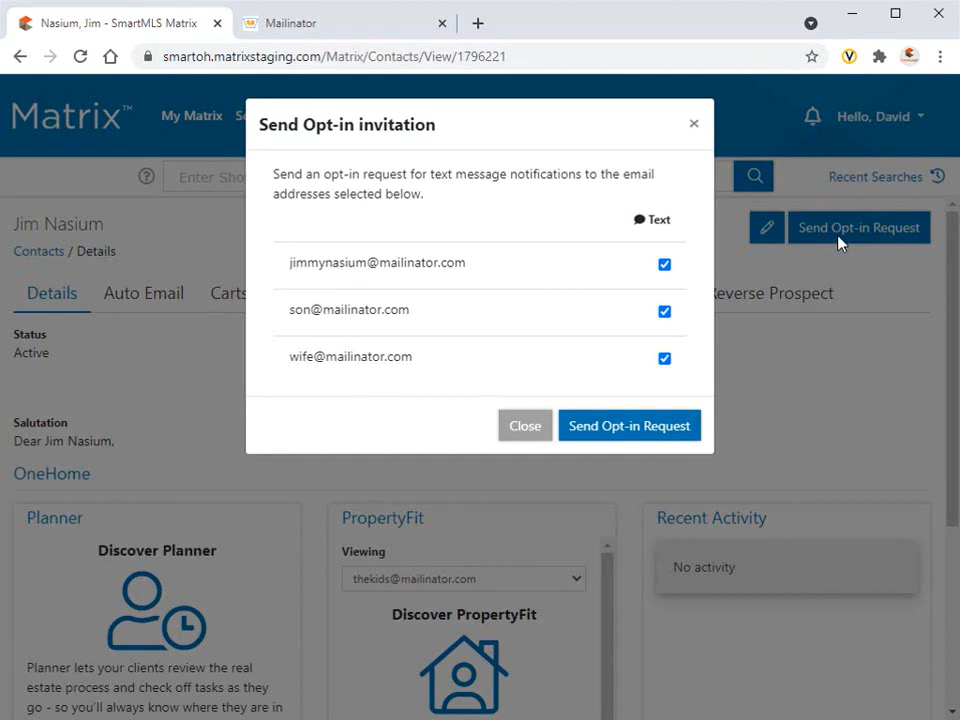 Nasium, Jim - SmartMLS Matrix
Mailinator
smartoh.matrixstaging.com/Matrix/Contacts/View/1796221
Matrix™
My Matrix
Hello, David
Enter Sho
Recent Searches
Send Opt-in invitation
Send an opt-in request for text message notifications to the email
addresses selected below.
Text
jimmynasium@mailinator.com
son@mailinator.com
wife@mailinator.com
Close
Send Opt-in Request
Jim Nasium
Contacts / Details
Send Opt-in Request
Details
Auto Email
Carts
Reverse Prospect
Status
Active
Salutation
Dear Jim Nasium,
OneHome
Planner
Discover Planner
Planner lets your clients review the real
estate process and check off tasks as they
go - so you'll always know where they are in
PropertyFit
Viewing
thekids@mailinator.com
Discover PropertyFit
Recent Activity
No activity